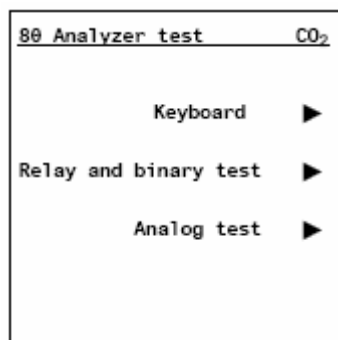 80 Analyzer test CO₂
Keyboard ▶
Relay and binary test ▶
Analog test ▶